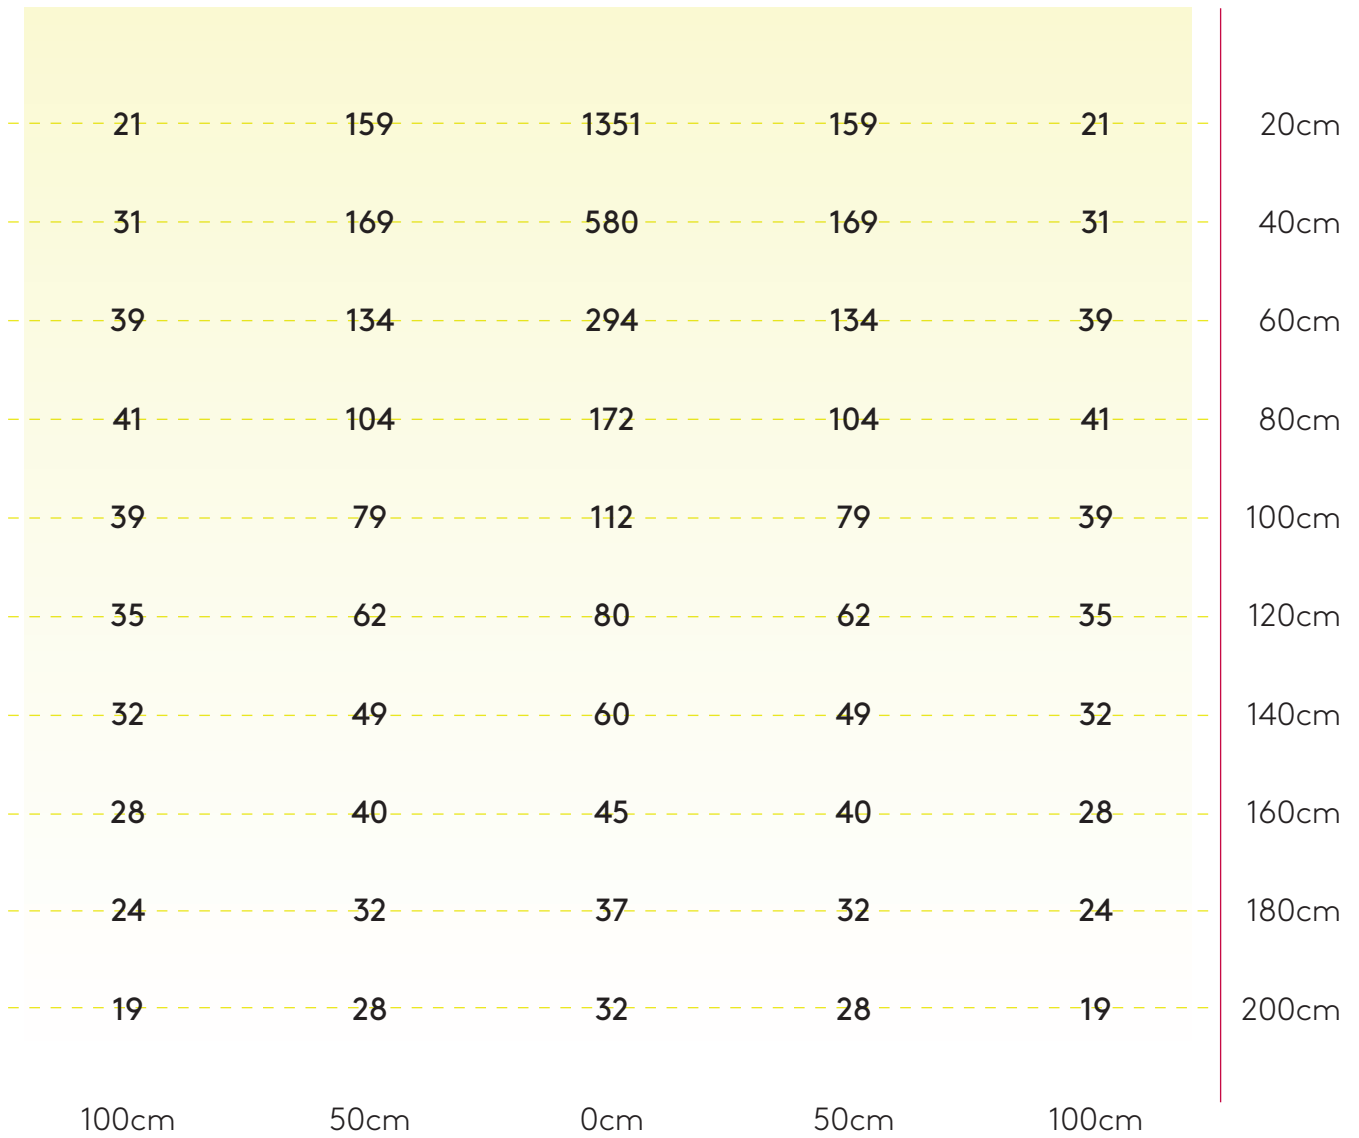 21 159 1351 159 21 20cm
31 169 580 169 31 40cm
39 134 294 134 39 60cm
41 104 172 104 41 80cm
39 79 112 79 39 100cm
35 62 80 62 35 120cm
32 49 60 49 32 140cm
28 40 45 40 28 160cm
24 32 37 32 24 180cm
19 28 32 28 19 200cm
100cm 50cm 0cm 50cm 100cm